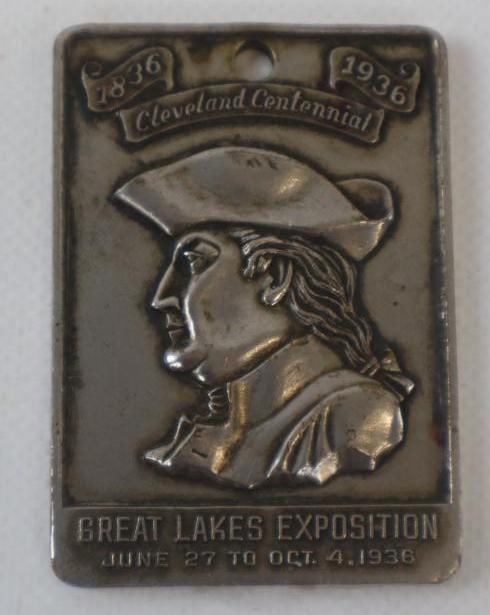 1836 1936
Cleveland Centennial
GREAT LAKES EXPOSITION
JUNE 27 TO OCT. 4. 1936